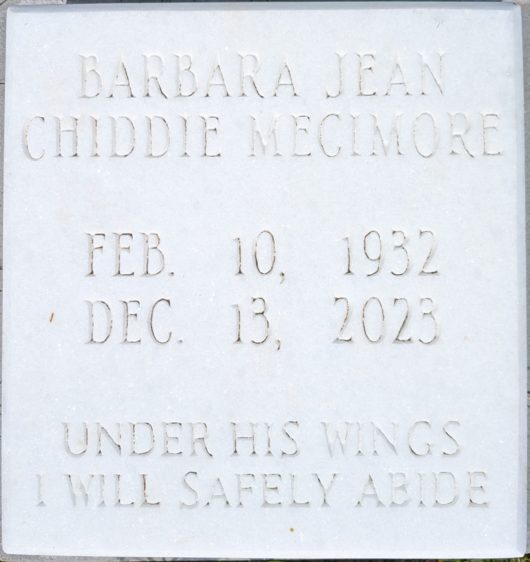 BARBARA JEAN
CHIDDIE MECIMORE
FEB. 10, 1932
DEC. 13, 2023
UNDER HIS WINGS
I WILL SAFELY ABIDE